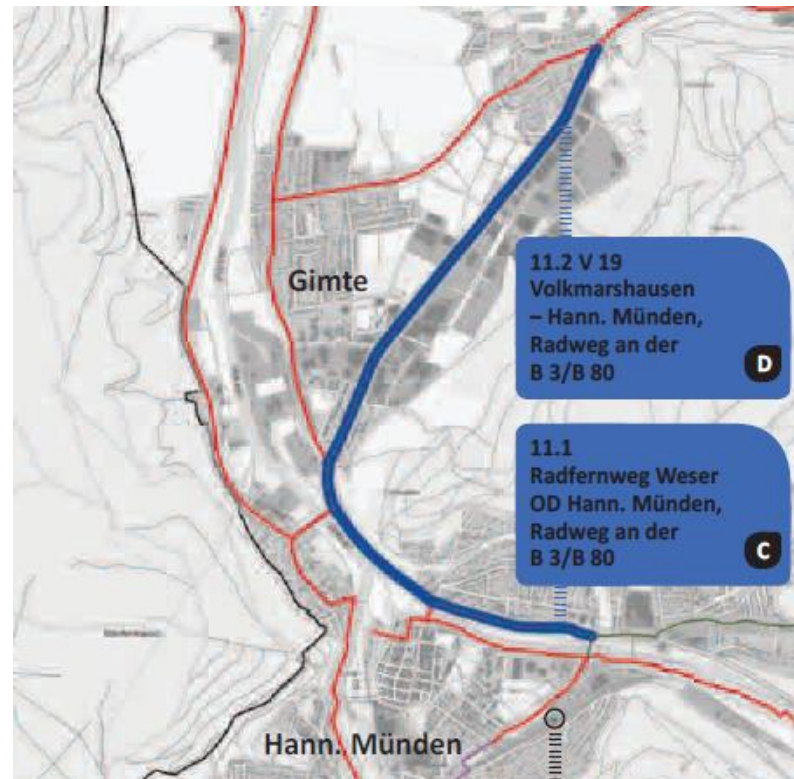 Gimte
11.2 V 19
Volkmarshausen
– Hann. Münden,
Radweg an der
B 3/B 80
D
11.1
Radfernweg Weser
OD Hann. Münden,
Radweg an der
B 3/B 80
C
Hann. Münden